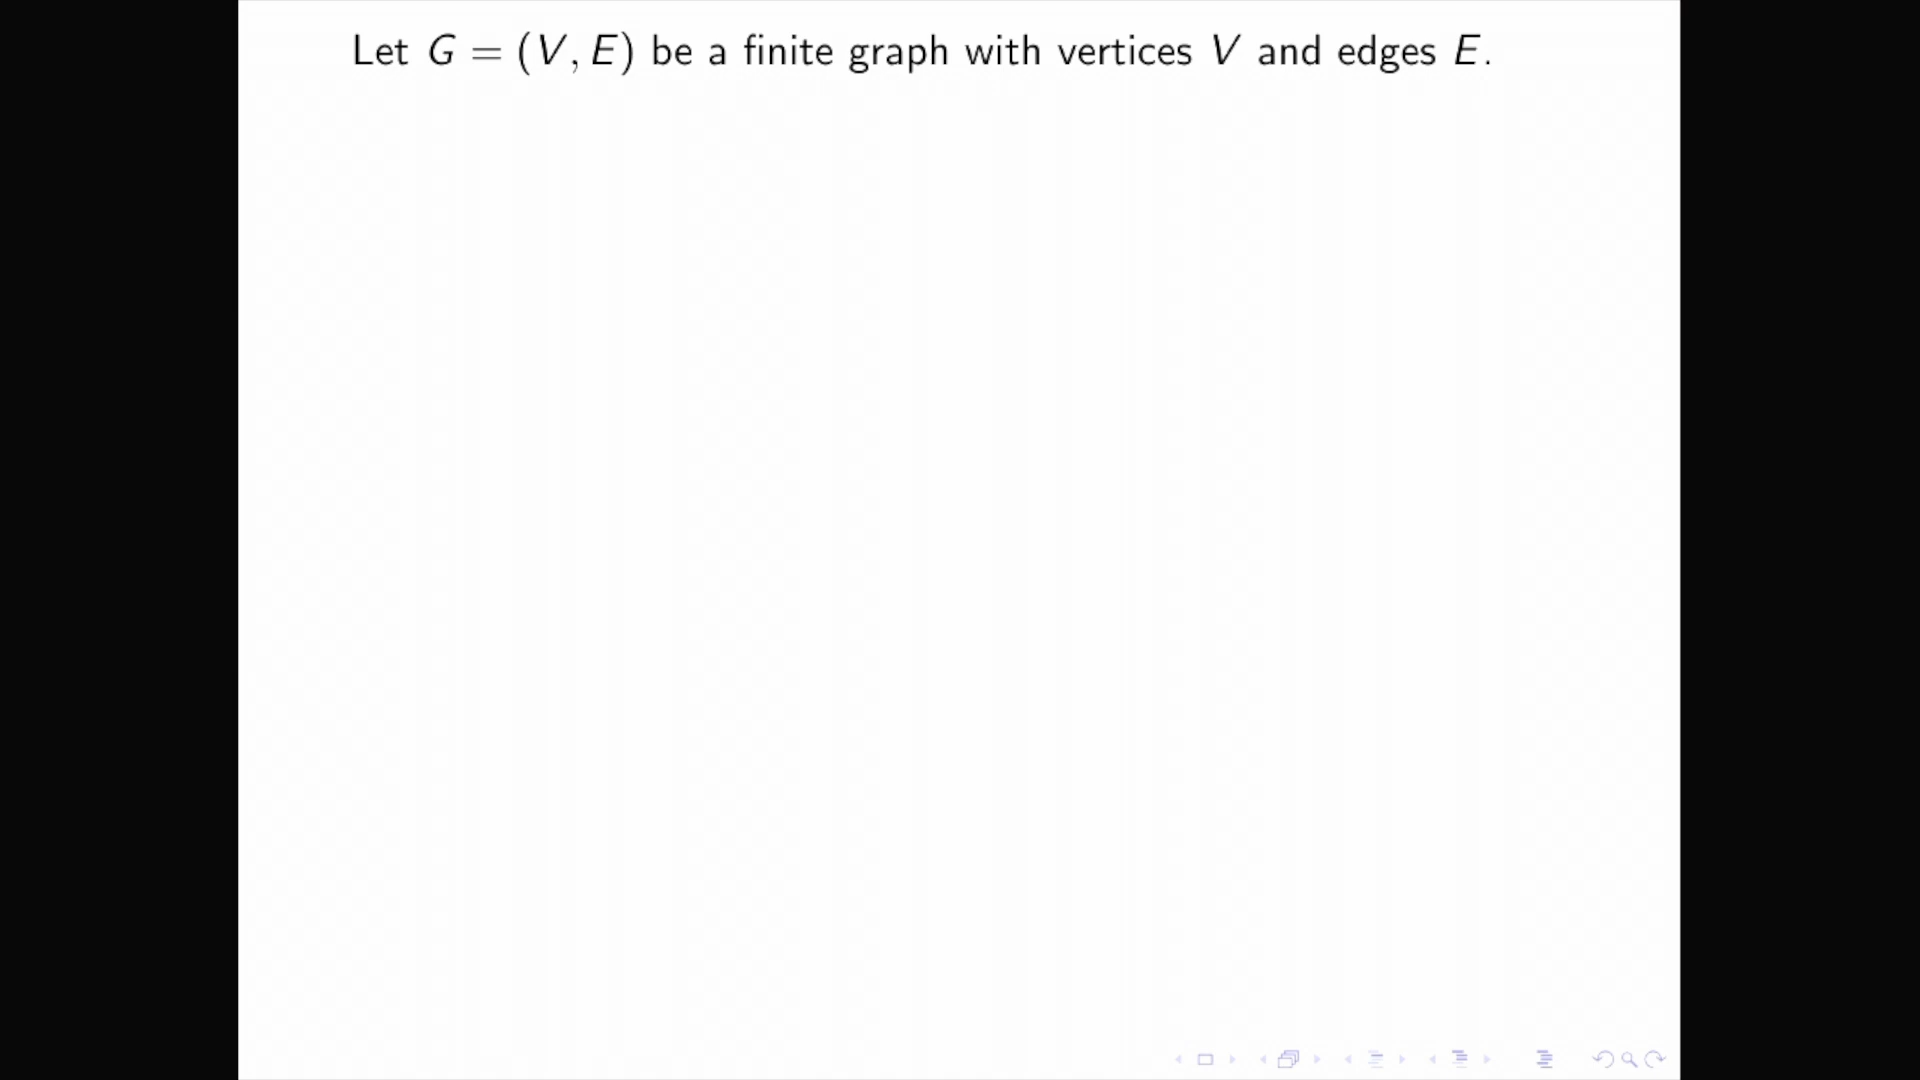 Let G = (V, E) be a finite graph with vertices V and edges E.